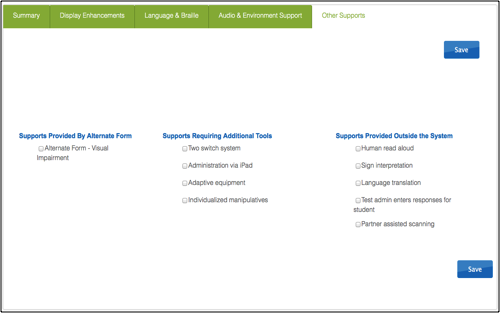 Summary
Display Enhancements
Language & Braille
Audio & Environment Support
Other Supports
Save
Supports Provided By Alternate Form
Alternate Form - Visual
Impairment
Supports Requiring Additional Tools
Two switch system
Administration via iPad
Adaptive equipment
Individualized manipulatives
Supports Provided Outside the System
Human read aloud
Sign interpretation
Language translation
Test admin enters responses for
student
Partner assisted scanning
Save